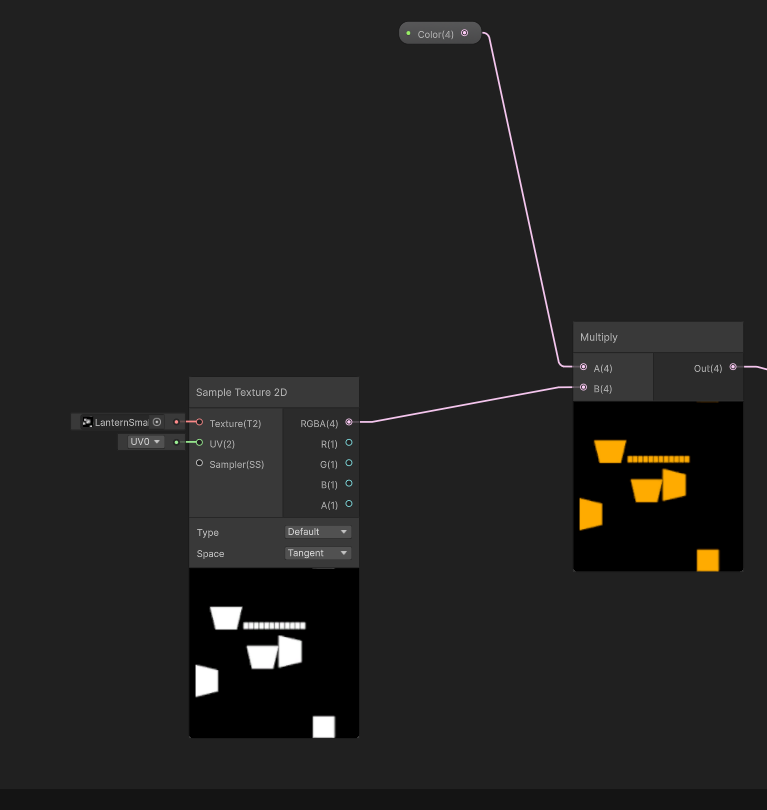 Color(4)
Multiply
A(4)
Out(4)
B(4)
Sample Texture 2D
LanternSma
Texture(T2)
RGBA(4)
UV0
UV(2)
R(1)
Sampler(SS)
G(1)
B(1)
A(1)
Type
Default
Space
Tangent